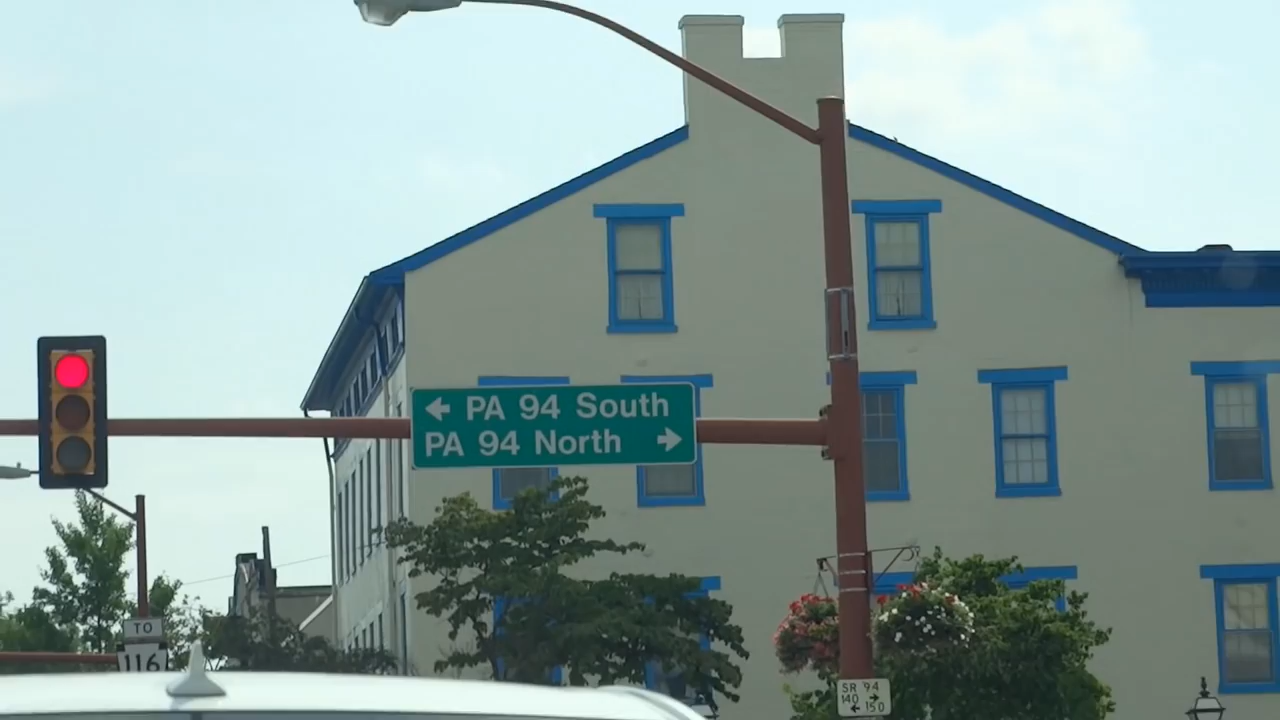 ← PA 94 South
PA 94 North →
TO
116
SR 94
140 →
← 150